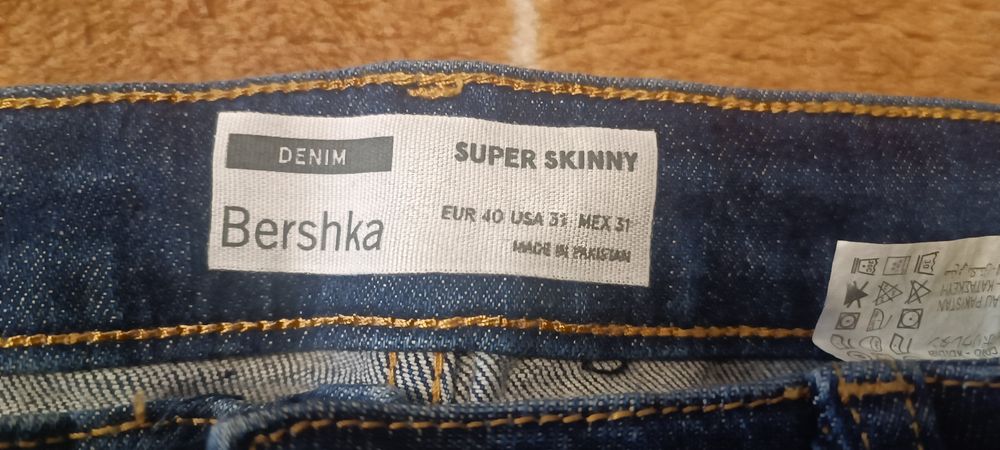 DENIM
SUPER SKINNY
Bershka
EUR 40 USA 31 MEX 31
MADE IN PAKISTAN